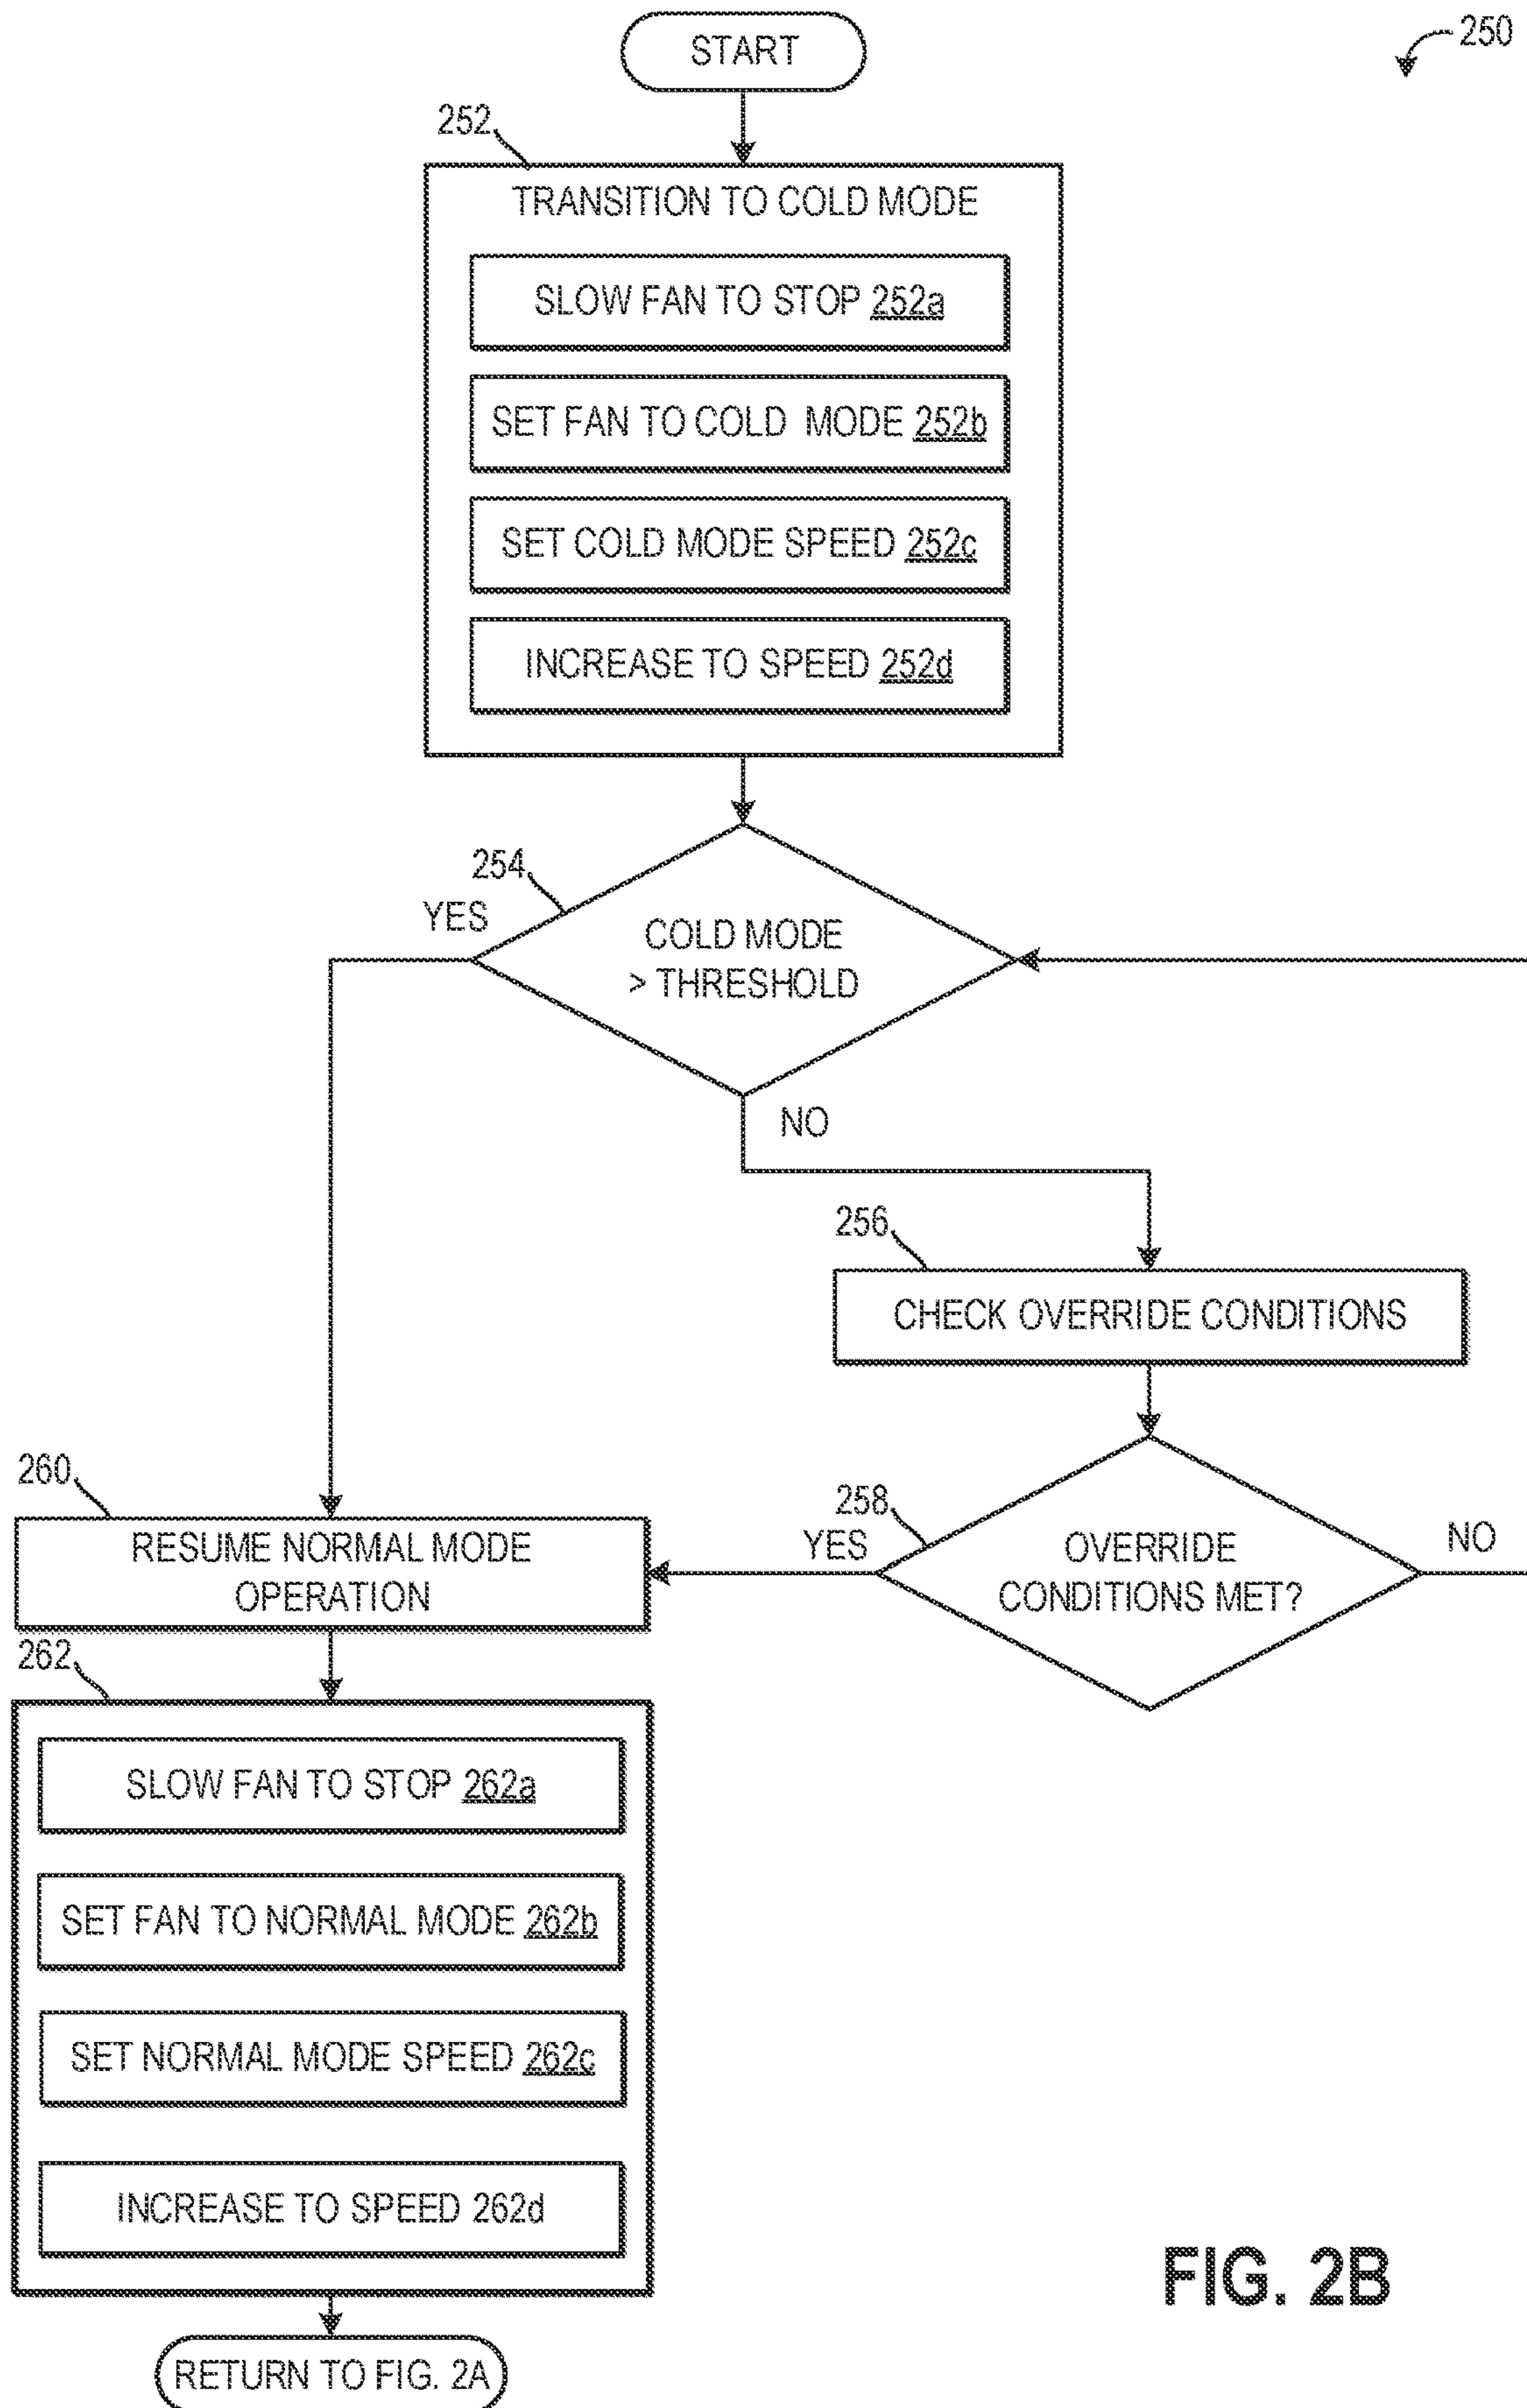 START
250
252
TRANSITION TO COLD MODE
SLOW FAN TO STOP 252a
SET FAN TO COLD MODE 252b
SET COLD MODE SPEED 252c
INCREASE TO SPEED 252d
254
YES
COLD MODE
> THRESHOLD
NO
256
CHECK OVERRIDE CONDITIONS
260
RESUME NORMAL MODE
OPERATION
258
YES
OVERRIDE
CONDITIONS MET?
NO
262
SLOW FAN TO STOP 262a
SET FAN TO NORMAL MODE 262b
SET NORMAL MODE SPEED 262c
INCREASE TO SPEED 262d
RETURN TO FIG. 2A
FIG. 2B